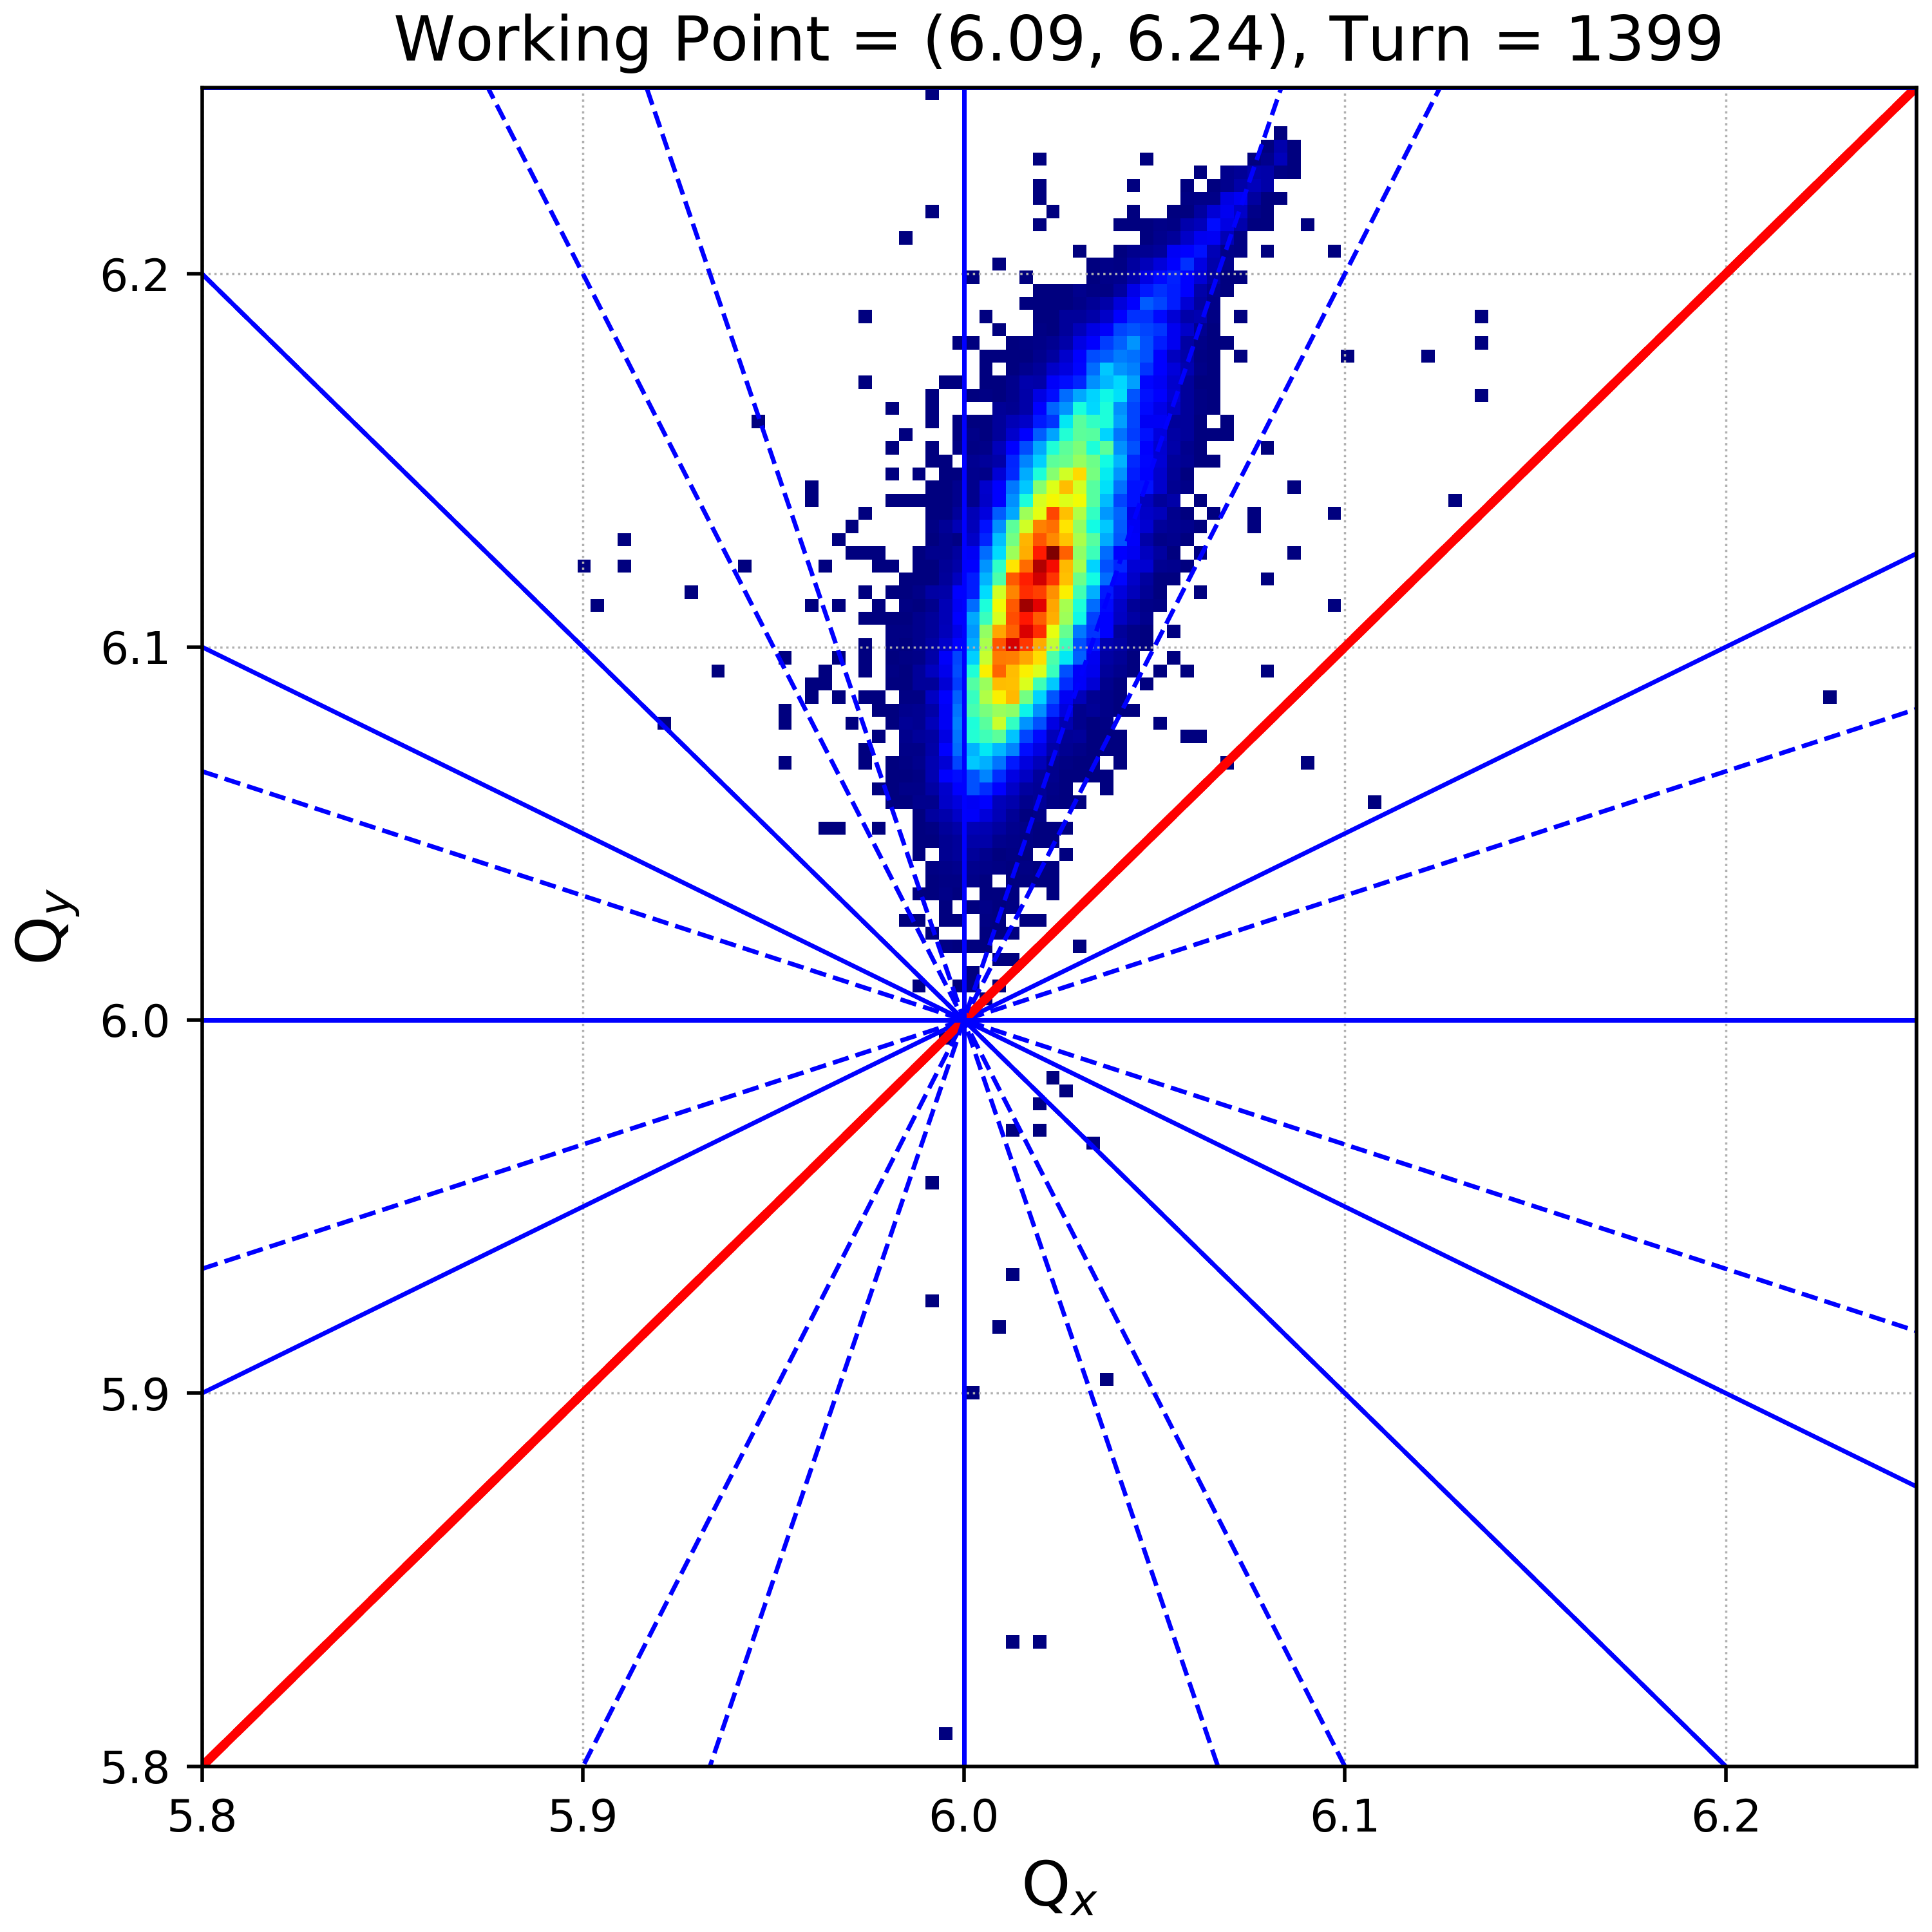 Working Point = (6.09, 6.24), Turn = 1399
6.2
6.1
6.0
5.9
5.8
Qy
5.8 5.9 6.0 6.1 6.2
Qx